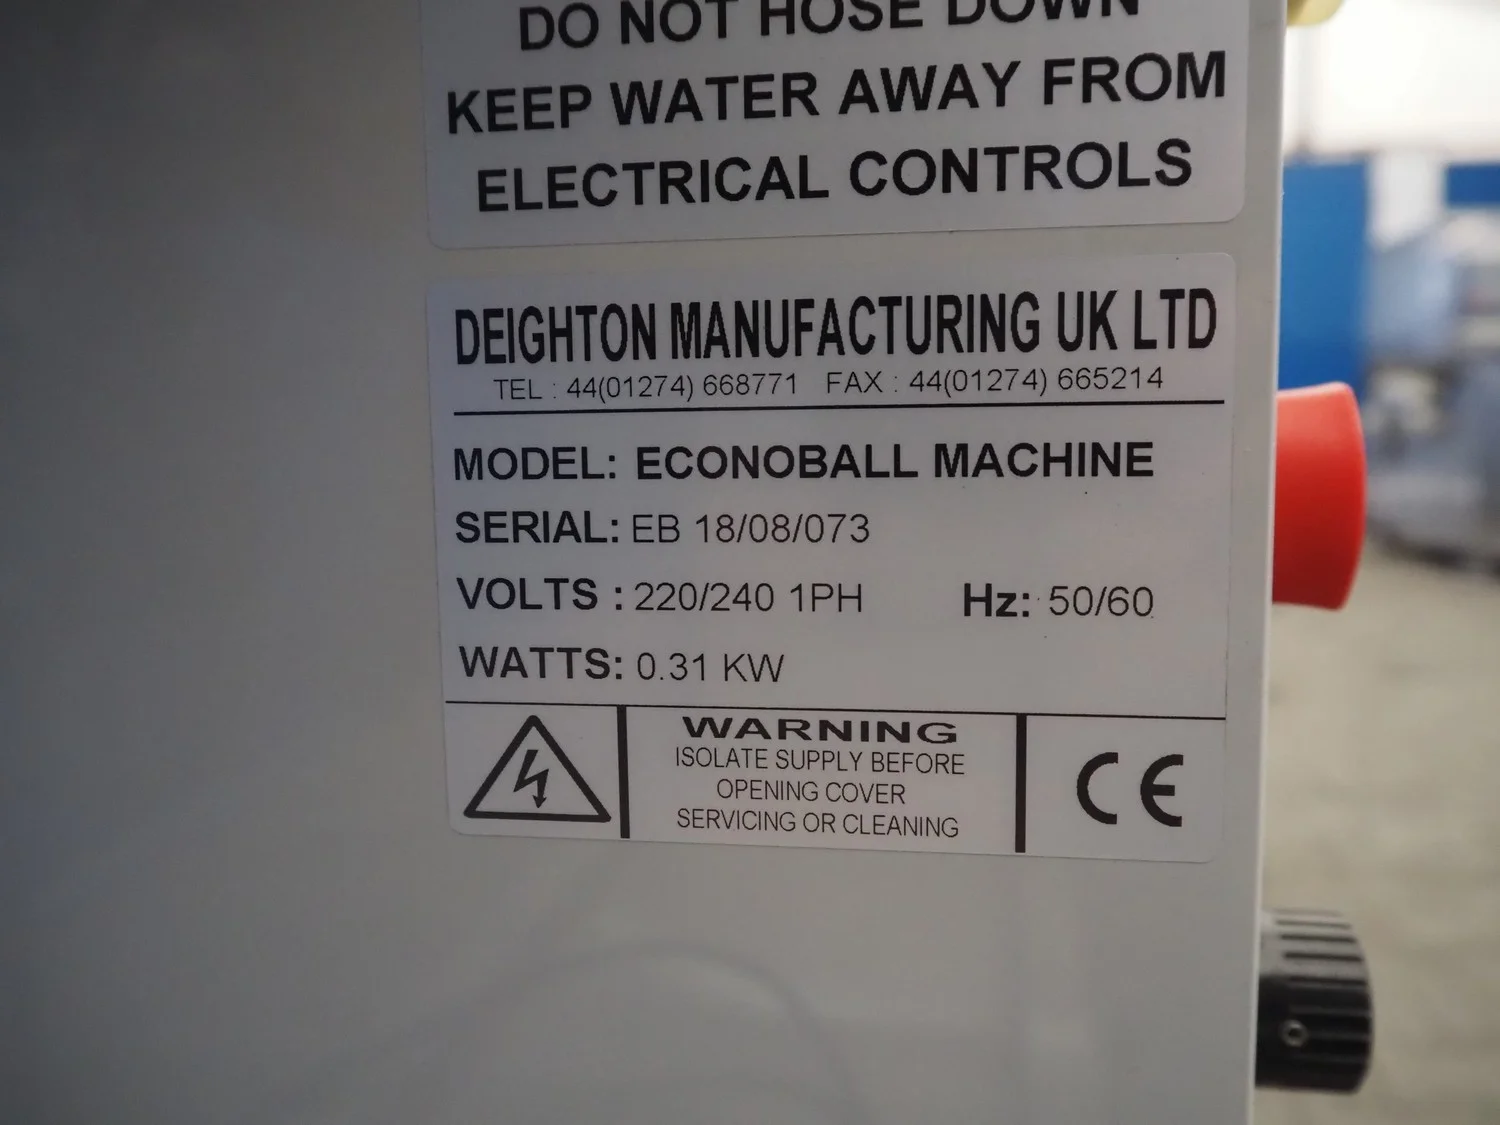 DO NOT HOSE DOWN
KEEP WATER AWAY FROM
ELECTRICAL CONTROLS
DEIGHTON MANUFACTURING UK LTD
TEL : 44(01274) 668771 FAX : 44(01274) 665214
MODEL: ECONOBALL MACHINE
SERIAL: EB 18/08/073
VOLTS : 220/240 1PH Hz: 50/60
WATTS: 0.31 KW
WARNING
ISOLATE SUPPLY BEFORE
OPENING COVER
SERVICING OR CLEANING
CE